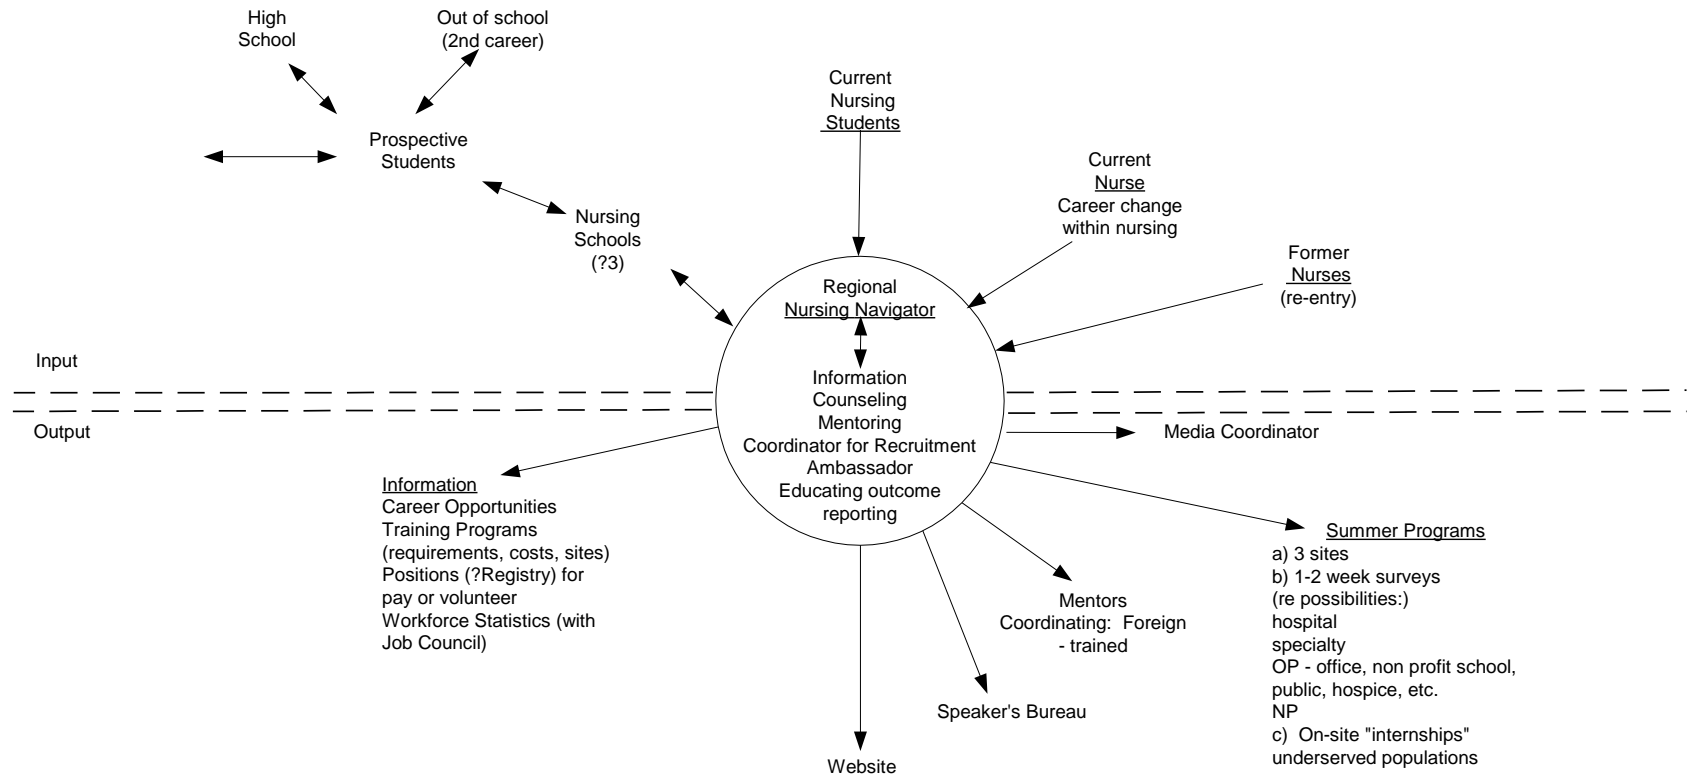 High
School
Out of school
(2nd career)
Prospective
Students
Nursing
Schools
(?3)
Current
Nursing
Students
Current
Nurse
Career change
within nursing
Former
Nurses
(re-entry)
Regional
Nursing Navigator
Information
Counseling
Mentoring
Coordinator for Recruitment
Ambassador
Educating outcome
reporting
Input
Output
Information
Career Opportunities
Training Programs
(requirements, costs, sites)
Positions (?Registry) for
pay or volunteer
Workforce Statistics (with
Job Council)
Website
Speaker's Bureau
Mentors
Coordinating:  Foreign
- trained
Media Coordinator
Summer Programs
a) 3 sites
b) 1-2 week surveys
(re possibilities:)
hospital
specialty
OP - office, non profit school,
public, hospice, etc.
NP
c)  On-site "internships"
underserved populations